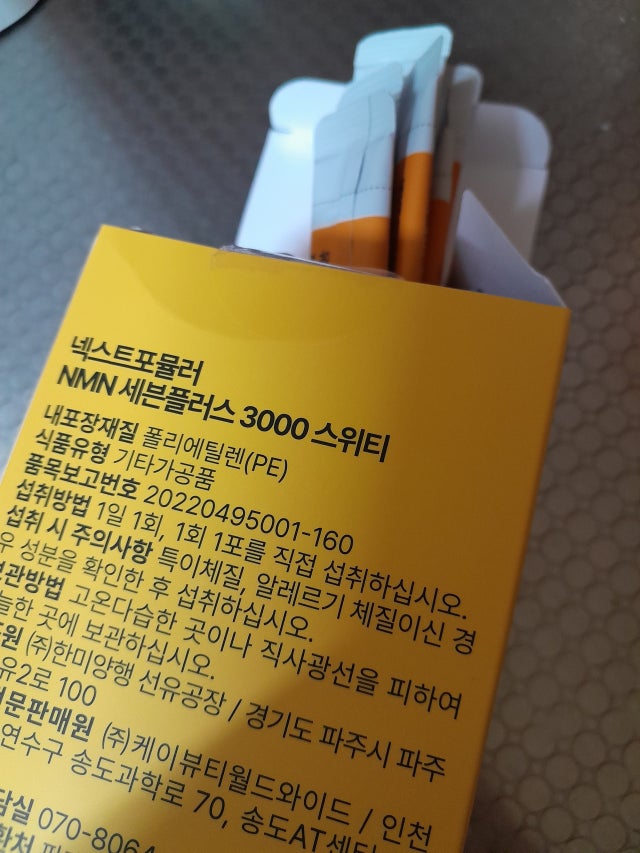 넥스트포뮬러
NMN 세븐플러스 3000 스위티
내포장재질 폴리에틸렌(PE)
식품유형 기타가공품
품목보고번호 20220495001-160
섭취방법 1일 1회, 1회 1포를 직접 섭취하십시오.
섭취 시 주의사항 특이체질, 알레르기 체질이신 경
우 성분을 확인한 후 섭취하십시오.
보관방법 고온다습한 곳이나 직사광선을 피하여
늘한 곳에 보관하십시오.
원 ㈜한미양행 선유공장 / 경기도 파주시 파주
유2로 100
문판매원 ㈜케이뷰티월드와이드 / 인천
연수구 송도과학로 70, 송도AT센터
담실 070-8064